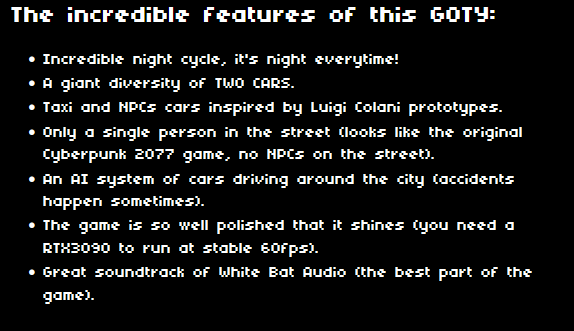 The incredible features of this GOTY:
• Incredible night cycle, it's night everytime!
• A giant diversity of TWO CARS.
• Taxi and NPCs cars inspired by Luigi Colani prototypes.
• Only a single person in the street (looks like the original
Cyberpunk 2077 game, no NPCs on the street).
• An AI system of cars driving around the city (accidents
happen sometimes).
• The game is so well polished that it shines (you need a
RTX3090 to run at stable 60fps).
• Great soundtrack of White Bat Audio (the best part of the
game).